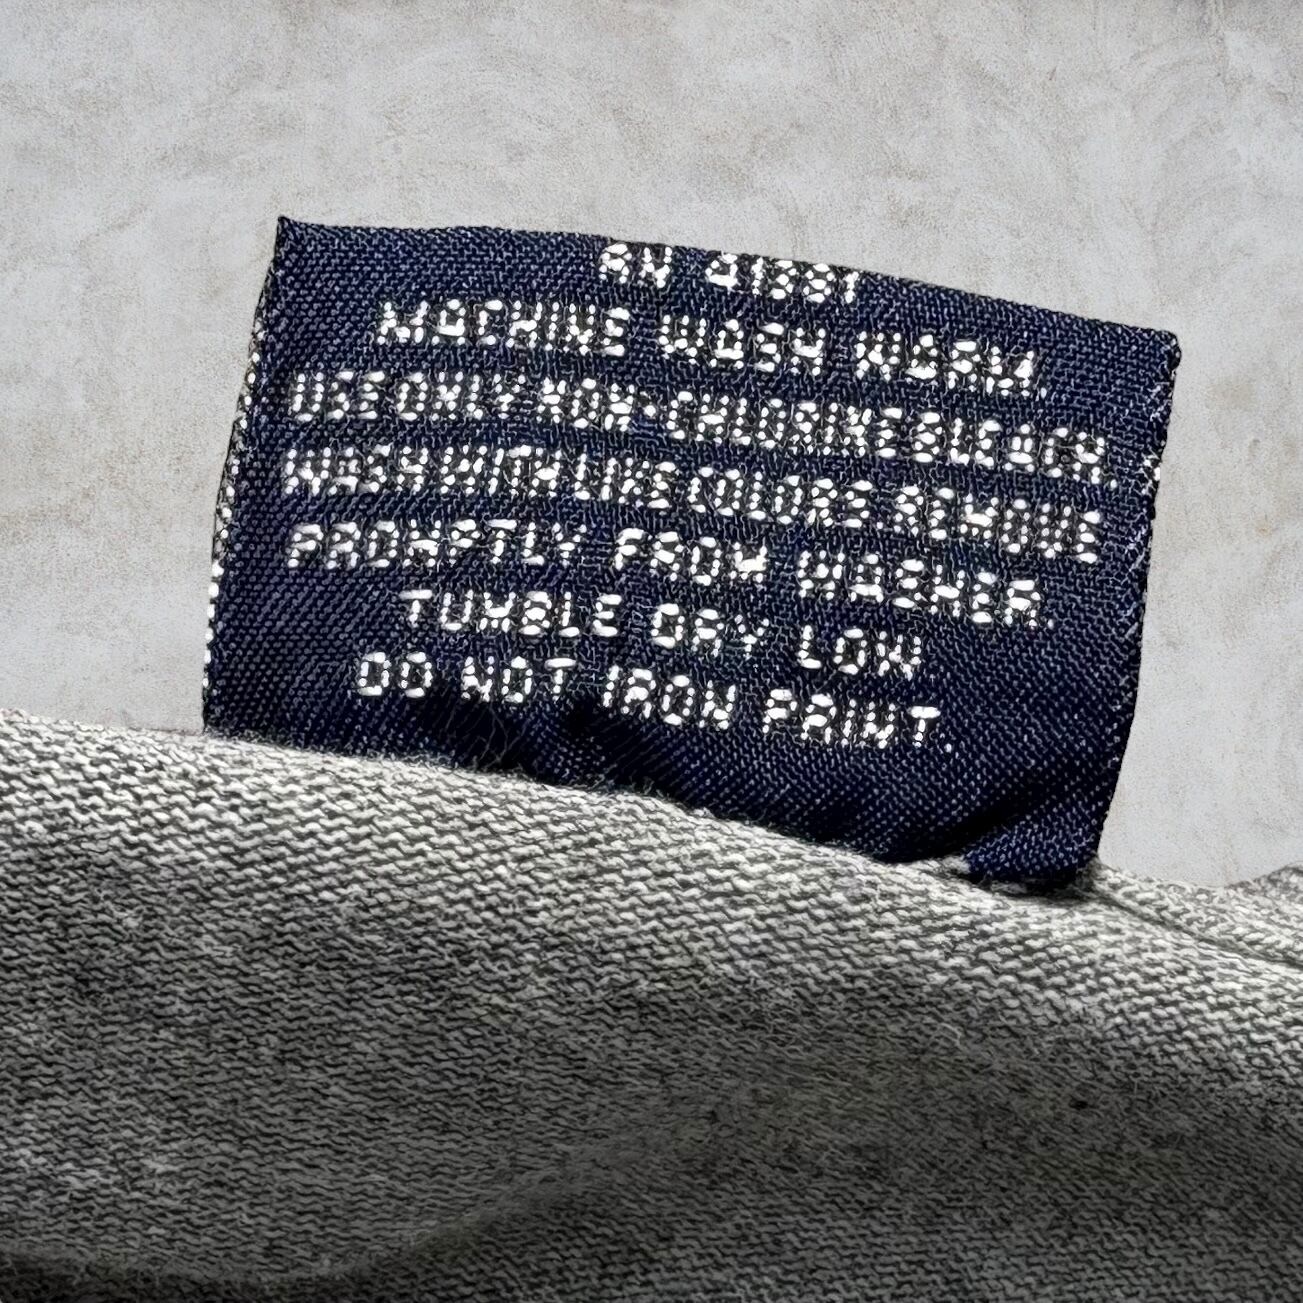 RN 41381
MACHINE WASH WARM.
USE ONLY NON-CHLORINE BLEACH.
WASH WITH LIKE COLORS REMOVE
PROMPTLY FROM WASHER.
TUMBLE DRY LOW
DO NOT IRON PRINT.